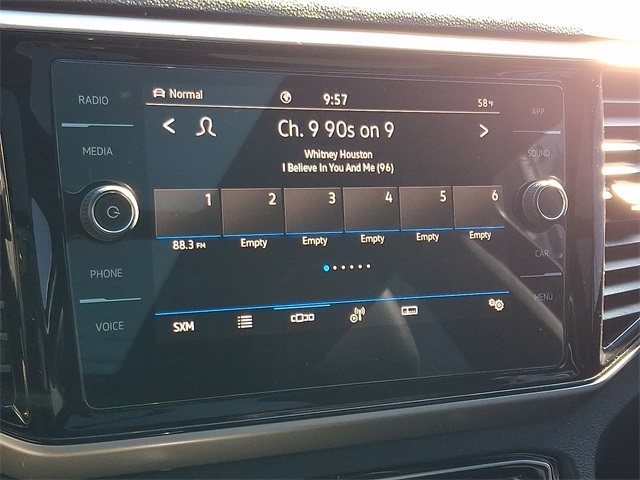 RADIO
MEDIA
PHONE
VOICE
Normal
9:57
58°F
Ch. 9 90s on 9
Whitney Houston
I Believe In You And Me (96)
1 2 3 4 5 6
88.3 FM Empty Empty Empty Empty Empty
SXM
APP
SOUND
CAR
MENU